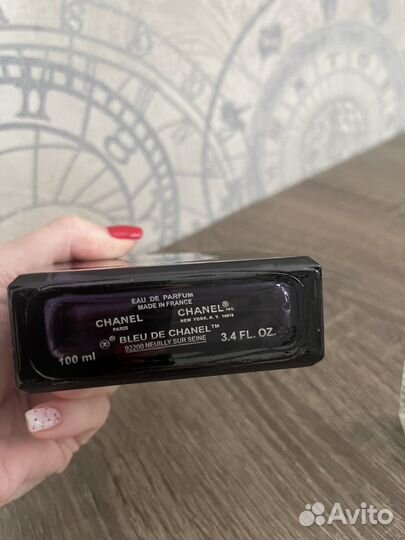 EAU DE PARFUM
MADE IN FRANCE
CHANEL CHANEL® INC.
PARIS NEW YORK, N.Y. 10019
® BLEU DE CHANEL™
100 ml 92200 NEUILLY SUR SEINE 3.4 FL. OZ.
Avito